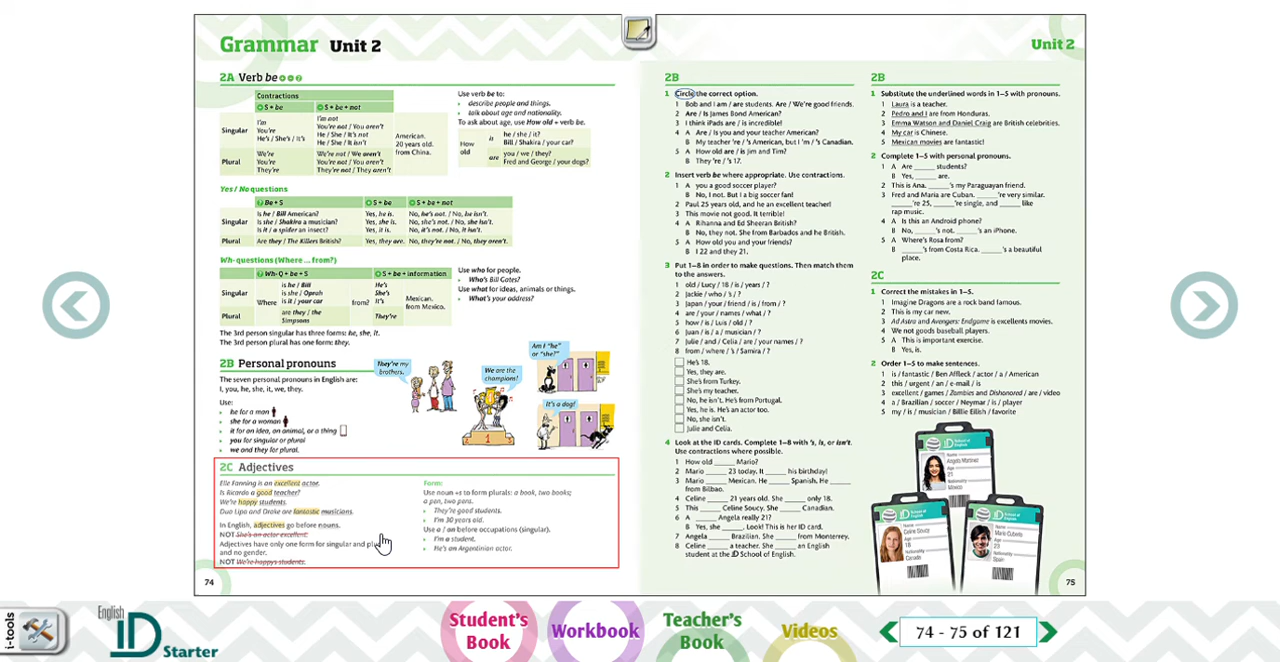 Grammar Unit 2
2A Verb be
Contractions
S + be
S + be + not
Singular
I'm
You're
He's / She's / It's
I'm not
You're not / You aren't
He / She / It's not
He / She / It isn't
Plural
We're
You're
They're
We're not / We aren't
You're not / You aren't
They're not / They aren't
American.
20 years old.
from China.
Use verb be to:
describe people and things.
talk about age and nationality.
To ask about age, use How old + verb be.
How old
is
he / she / it?
Bill / Shakira / your car?
are
you / we / they?
Fred and George / your dogs?
Yes / No questions
Be + S
S + be
S + be + not
Singular
Is he / Bill American?
Is she / Shakira a musician?
Is it / a spider an insect?
Yes, he is.
Yes, she is.
Yes, it is.
No, he's not. / No, he isn't.
No, she's not. / No, she isn't.
No, it's not. / No, it isn't.
Plural
Are they / The Killers British?
Yes, they are.
No, they're not. / No, they aren't.
Wh- questions (Where ... from?)
Wh- Q + be + S
S + be + information
Singular
Where
is he / Bill
is she / Oprah
is it / your car
from?
He's
She's
It's
Mexican.
from Mexico.
Plural
are they / the Simpsons
They're
Use who for people.
Who's Bill Gates?
Use what for ideas, animals or things.
What's your address?
The 3rd person singular has three forms: he, she, it.
The 3rd person plural has one form: they.
2B Personal pronouns
The seven personal pronouns in English are:
I, you, he, she, it, we, they.
Use:
he for a man
she for a woman
it for an idea, an animal, or a thing
you for singular or plural
we and they for plural.
They're my brothers.
We are the champions!
Am I "he" or "she?"
It's a dog!
1
2C Adjectives
Elle Fanning is an excellent actor.
Is Ricardo a good teacher?
We're happy students.
Dua Lipa and Drake are fantastic musicians.
In English, adjectives go before nouns.
NOT She's an actor excellent.
Adjectives have only one form for singular and plu
and no gender.
NOT We're happys students.
Form:
Use noun +s to form plurals: a book, two books;
a pen, two pens.
They're good students.
I'm 30 years old.
Use a / an before occupations (singular).
I'm a student.
He's an Argentinian actor.
74
Unit 2
2B
1 Circle the correct option.
1 Bob and I am / are students. Are / We're good friends.
2 Are / Is James Bond American?
3 I think iPads are / is incredible!
4 A Are / Is you and your teacher American?
B My teacher 're / 's American, but I 'm / 's Canadian.
5 A How old are / is Jim and Tim?
B They 're / 's 17.
2 Insert verb be where appropriate. Use contractions.
1 A you a good soccer player?
B No, I not. But I a big soccer fan!
2 Paul 25 years old, and he an excellent teacher!
3 This movie not good. It terrible!
4 A Rihanna and Ed Sheeran British?
B No, they not. She from Barbados and he British.
5 A How old you and your friends?
B I 22 and they 21.
3 Put 1–8 in order to make questions. Then match them
to the answers.
1 old / Lucy / 18 / is / years / ?
2 Jackie / who / 's / ?
3 Japan / your / friend / is / from / ?
4 are / your / names / what / ?
5 how / is / Luis / old / ?
6 Juan / is / a / musician / ?
7 Julie / and / Celia / are / your names / ?
8 from / where / 's / Samira / ?
He's 18.
Yes, they are.
She's from Turkey.
She's my teacher.
No, he isn't. He's from Portugal.
Yes, he is. He's an actor too.
No, she isn't.
Julie and Celia.
4 Look at the ID cards. Complete 1–8 with 's, is, or isn't.
Use contractions where possible.
1 How old _____ Mario?
2 Mario _____ 23 today. It _____ his birthday!
3 Mario _____ Mexican. He _____ Spanish. He _____
from Bilbao.
4 Celine _____ 21 years old. She _____ only 18.
5 This _____ Celine Soucy. She _____ Canadian.
6 A _____ Angela really 21?
B Yes, she _____. Look! This is her ID card.
7 Angela _____ Brazilian. She _____ from Monterrey.
8 Celine _____ a teacher. She _____ an English
student at the ID School of English.
2B
1 Substitute the underlined words in 1–5 with pronouns.
1 Laura is a teacher.
2 Pedro and I are from Honduras.
3 Emma Watson and Daniel Craig are British celebrities.
4 My car is Chinese.
5 Mexican movies are fantastic!
2 Complete 1–5 with personal pronouns.
1 A Are _____ students?
B Yes, _____ are.
2 This is Ana. _____'s my Paraguayan friend.
3 Fred and Maria are Cuban. _____'re very similar.
_____'re 25, _____'re single, and _____ like
rap music.
4 A Is this an Android phone?
B No, _____'s not. _____'s an iPhone.
5 A Where's Rosa from?
B _____'s from Costa Rica. _____'s a beautiful
place.
2C
1 Correct the mistakes in 1–5.
1 Imagine Dragons are a rock band famous.
2 This is my car new.
3 Ad Astra and Avengers: Endgame is excellents movies.
4 We not goods baseball players.
5 A This is important exercise.
B Yes, is.
2 Order 1–5 to make sentences.
1 is / fantastic / Ben Affleck / actor / a / American
2 this / urgent / an / e-mail / is
3 excellent / games / Zombies and Dishonored / are / video
4 a / Brazilian / soccer / Neymar / is / player
5 my / is / musician / Billie Eilish / favorite
Name
Angela Martinez
Age
21
Nationality
Mexico
Name
Celine Soucy
Age
18
Nationality
Canada
Name
Age
23
Nationality
Spain
75
i-tools
English
ID
Starter
Student's Book
Workbook
Teacher's Book
Videos
74 - 75 of 121